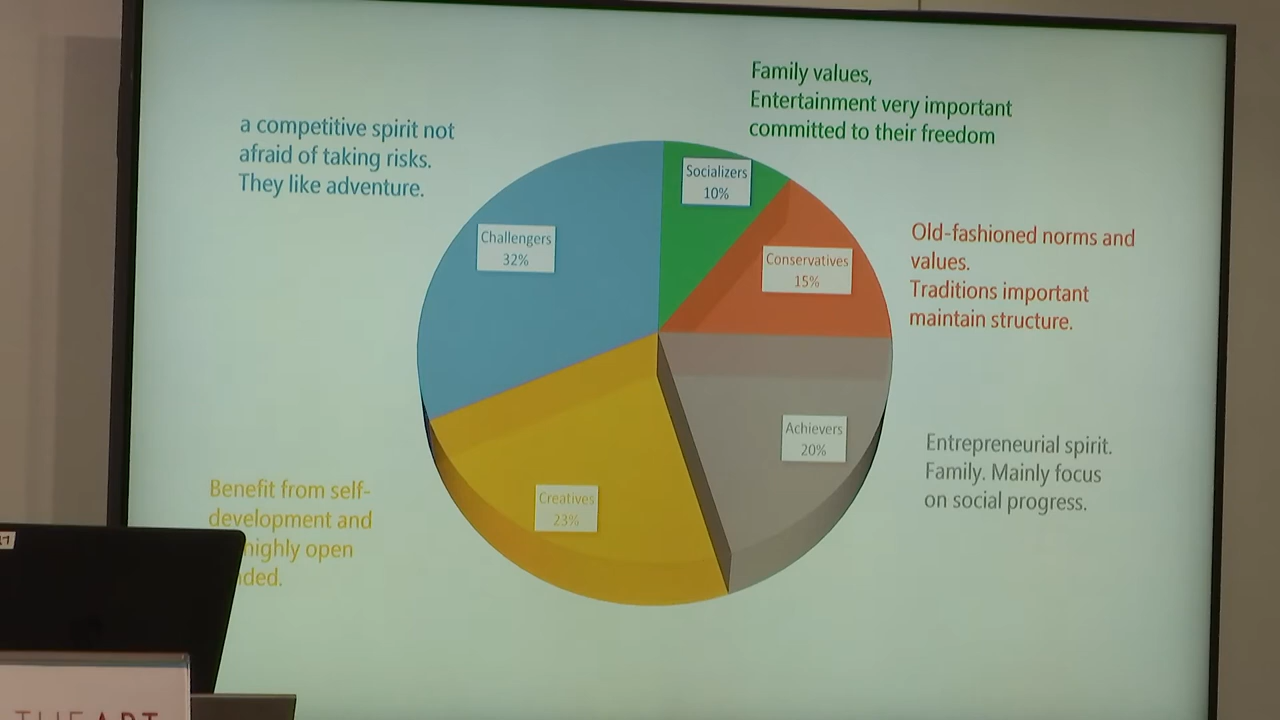 Family values,
Entertainment very important
committed to their freedom
a competitive spirit not
afraid of taking risks.
They like adventure.
Socializers
10%
Challengers
32%
Conservatives
15%
Old-fashioned norms and
values.
Traditions important
maintain structure.
Achievers
20%
Entrepreneurial spirit.
Family. Mainly focus
on social progress.
Creatives
23%
Benefit from self-
development and
highly open